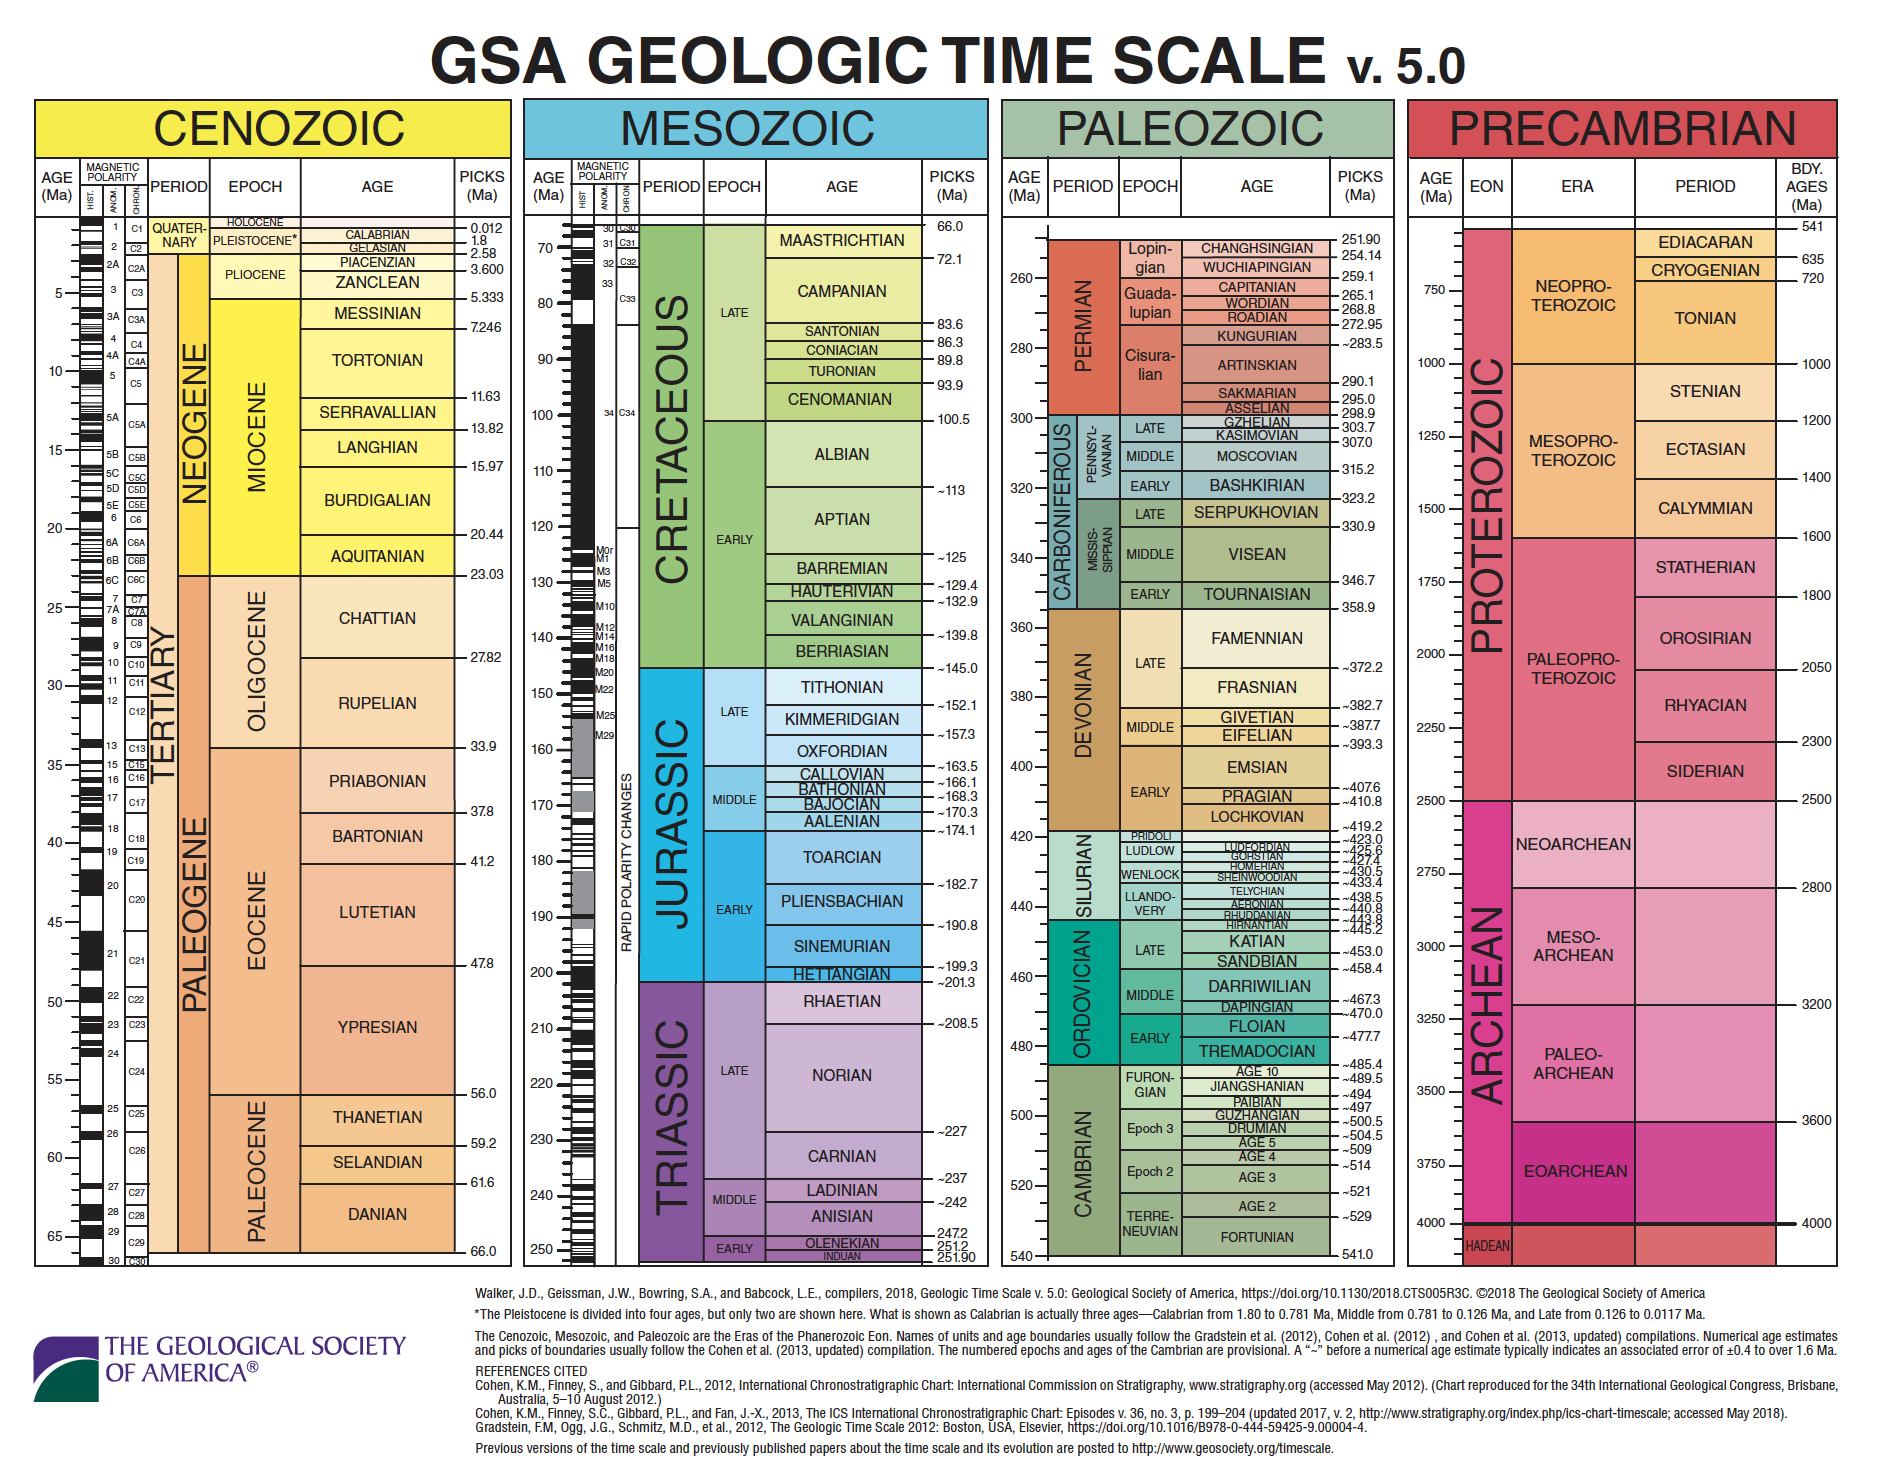 GSA GEOLOGIC TIME SCALE v. 5.0
CENOZOIC
AGE (Ma)
MAGNETIC POLARITY
HIST.
ANOM.
CHRON.
PERIOD
EPOCH
AGE
PICKS (Ma)
5
10
15
20
25
30
35
40
45
50
55
60
65
1
2
2A
3
3A
4
4A
5
5A
5B
5C
5D
5E
6
6A
6B
6C
7
7A
8
9
10
11
12
13
15
16
17
18
19
20
21
22
23
24
25
26
27
28
29
30
C1
C2
C2A
C3
C3A
C4
C4A
C5
C5A
C5B
C5C
C5D
C5E
C6
C6A
C6B
C6C
C7
C7A
C8
C9
C10
C11
C12
C13
C15
C16
C17
C18
C19
C20
C21
C22
C23
C24
C25
C26
C27
C28
C29
C30
QUATER-
NARY
TERTIARY
NEOGENE
PALEOGENE
HOLOCENE
PLEISTOCENE*
PLIOCENE
MIOCENE
OLIGOCENE
EOCENE
PALEOCENE
CALABRIAN
GELASIAN
PIACENZIAN
ZANCLEAN
MESSINIAN
TORTONIAN
SERRAVALLIAN
LANGHIAN
BURDIGALIAN
AQUITANIAN
CHATTIAN
RUPELIAN
PRIABONIAN
BARTONIAN
LUTETIAN
YPRESIAN
THANETIAN
SELANDIAN
DANIAN
0.012
1.8
2.58
3.600
5.333
7.246
11.63
13.82
15.97
20.44
23.03
27.82
33.9
37.8
41.2
47.8
56.0
59.2
61.6
66.0
MESOZOIC
AGE (Ma)
MAGNETIC POLARITY
HIST
ANOM.
CHRON.
PERIOD
EPOCH
AGE
PICKS (Ma)
70
80
90
100
110
120
130
140
150
160
170
180
190
200
210
220
230
240
250
30
31
32
33
34
M0r
M1
M3
M5
M10
M12
M14
M16
M18
M20
M22
M25
M29
C30
C31
C32
C33
C34
RAPID POLARITY CHANGES
CRETACEOUS
JURASSIC
TRIASSIC
LATE
EARLY
LATE
MIDDLE
EARLY
LATE
MIDDLE
EARLY
MAASTRICHTIAN
CAMPANIAN
SANTONIAN
CONIACIAN
TURONIAN
CENOMANIAN
ALBIAN
APTIAN
BARREMIAN
HAUTERIVIAN
VALANGINIAN
BERRIASIAN
TITHONIAN
KIMMERIDGIAN
OXFORDIAN
CALLOVIAN
BATHONIAN
BAJOCIAN
AALENIAN
TOARCIAN
PLIENSBACHIAN
SINEMURIAN
HETTANGIAN
RHAETIAN
NORIAN
CARNIAN
LADINIAN
ANISIAN
OLENEKIAN
INDUAN
66.0
72.1
83.6
86.3
89.8
93.9
100.5
~113
~125
~129.4
~132.9
~139.8
~145.0
~152.1
~157.3
~163.5
~166.1
~168.3
~170.3
~174.1
~182.7
~190.8
~199.3
~201.3
~208.5
~227
~237
~242
247.2
251.2
251.90
PALEOZOIC
AGE (Ma)
PERIOD
EPOCH
AGE
PICKS (Ma)
260
280
300
320
340
360
380
400
420
440
460
480
500
520
540
PERMIAN
CARBONIFEROUS
PENNSYL-
VANIAN
MISSIS-
SIPPIAN
DEVONIAN
SILURIAN
ORDOVICIAN
CAMBRIAN
Lopin-
gian
Guada-
lupian
Cisura-
lian
LATE
MIDDLE
EARLY
LATE
MIDDLE
EARLY
LATE
MIDDLE
EARLY
PRIDOLI
LUDLOW
WENLOCK
LLANDO-
VERY
LATE
MIDDLE
EARLY
FURON-
GIAN
Epoch 3
Epoch 2
TERRE-
NEUVIAN
CHANGHSINGIAN
WUCHIAPINGIAN
CAPITANIAN
WORDIAN
ROADIAN
KUNGURIAN
ARTINSKIAN
SAKMARIAN
ASSELIAN
GZHELIAN
KASIMOVIAN
MOSCOVIAN
BASHKIRIAN
SERPUKHOVIAN
VISEAN
TOURNAISIAN
FAMENNIAN
FRASNIAN
GIVETIAN
EIFELIAN
EMSIAN
PRAGIAN
LOCHKOVIAN
LUDFORDIAN
GORSTIAN
HOMERIAN
SHEINWOODIAN
TELYCHIAN
AERONIAN
RHUDDANIAN
HIRNANTIAN
KATIAN
SANDBIAN
DARRIWILIAN
DAPINGIAN
FLOIAN
TREMADOCIAN
AGE 10
JIANGSHANIAN
PAIBIAN
GUZHANGIAN
DRUMIAN
AGE 5
AGE 4
AGE 3
AGE 2
FORTUNIAN
251.90
254.14
259.1
265.1
268.8
272.95
~283.5
290.1
295.0
298.9
303.7
307.0
315.2
323.2
330.9
346.7
358.9
~372.2
~382.7
~387.7
~393.3
~407.6
~410.8
~419.2
~423.0
~425.6
~427.4
~430.5
~433.4
~438.5
~440.8
~443.8
~445.2
~453.0
~458.4
~467.3
~470.0
~477.7
~485.4
~489.5
~494
~497
~500.5
~504.5
~509
~514
~521
~529
541.0
PRECAMBRIAN
AGE (Ma)
EON
ERA
PERIOD
BDY. AGES (Ma)
750
1000
1250
1500
1750
2000
2250
2500
2750
3000
3250
3500
3750
4000
PROTEROZOIC
ARCHEAN
HADEAN
NEOPRO-
TEROZOIC
MESOPRO-
TEROZOIC
PALEOPRO-
TEROZOIC
NEOARCHEAN
MESO-
ARCHEAN
PALEO-
ARCHEAN
EOARCHEAN
EDIACARAN
CRYOGENIAN
TONIAN
STENIAN
ECTASIAN
CALYMMIAN
STATHERIAN
OROSIRIAN
RHYACIAN
SIDERIAN
541
635
720
1000
1200
1400
1600
1800
2050
2300
2500
2800
3200
3600
4000
THE GEOLOGICAL SOCIETY
OF AMERICA®
Walker, J.D., Geissman, J.W., Bowring, S.A., and Babcock, L.E., compilers, 2018, Geologic Time Scale v. 5.0: Geological Society of America, https://doi.org/10.1130/2018.CTS005R3C. ©2018 The Geological Society of America
*The Pleistocene is divided into four ages, but only two are shown here. What is shown as Calabrian is actually three ages—Calabrian from 1.80 to 0.781 Ma, Middle from 0.781 to 0.126 Ma, and Late from 0.126 to 0.0117 Ma.
The Cenozoic, Mesozoic, and Paleozoic are the Eras of the Phanerozoic Eon. Names of units and age boundaries usually follow the Gradstein et al. (2012), Cohen et al. (2012) , and Cohen et al. (2013, updated) compilations. Numerical age estimates
and picks of boundaries usually follow the Cohen et al. (2013, updated) compilation. The numbered epochs and ages of the Cambrian are provisional. A “~” before a numerical age estimate typically indicates an associated error of ±0.4 to over 1.6 Ma.
REFERENCES CITED
Cohen, K.M., Finney, S., and Gibbard, P.L., 2012, International Chronostratigraphic Chart: International Commission on Stratigraphy, www.stratigraphy.org (accessed May 2012). (Chart reproduced for the 34th International Geological Congress, Brisbane,
Australia, 5–10 August 2012.)
Cohen, K.M., Finney, S.C., Gibbard, P.L., and Fan, J.-X., 2013, The ICS International Chronostratigraphic Chart: Episodes v. 36, no. 3, p. 199–204 (updated 2017, v. 2, http://www.stratigraphy.org/index.php/ics-chart-timescale; accessed May 2018).
Gradstein, F.M, Ogg, J.G., Schmitz, M.D., et al., 2012, The Geologic Time Scale 2012: Boston, USA, Elsevier, https://doi.org/10.1016/B978-0-444-59425-9.00004-4.
Previous versions of the time scale and previously published papers about the time scale and its evolution are posted to http://www.geosociety.org/timescale.